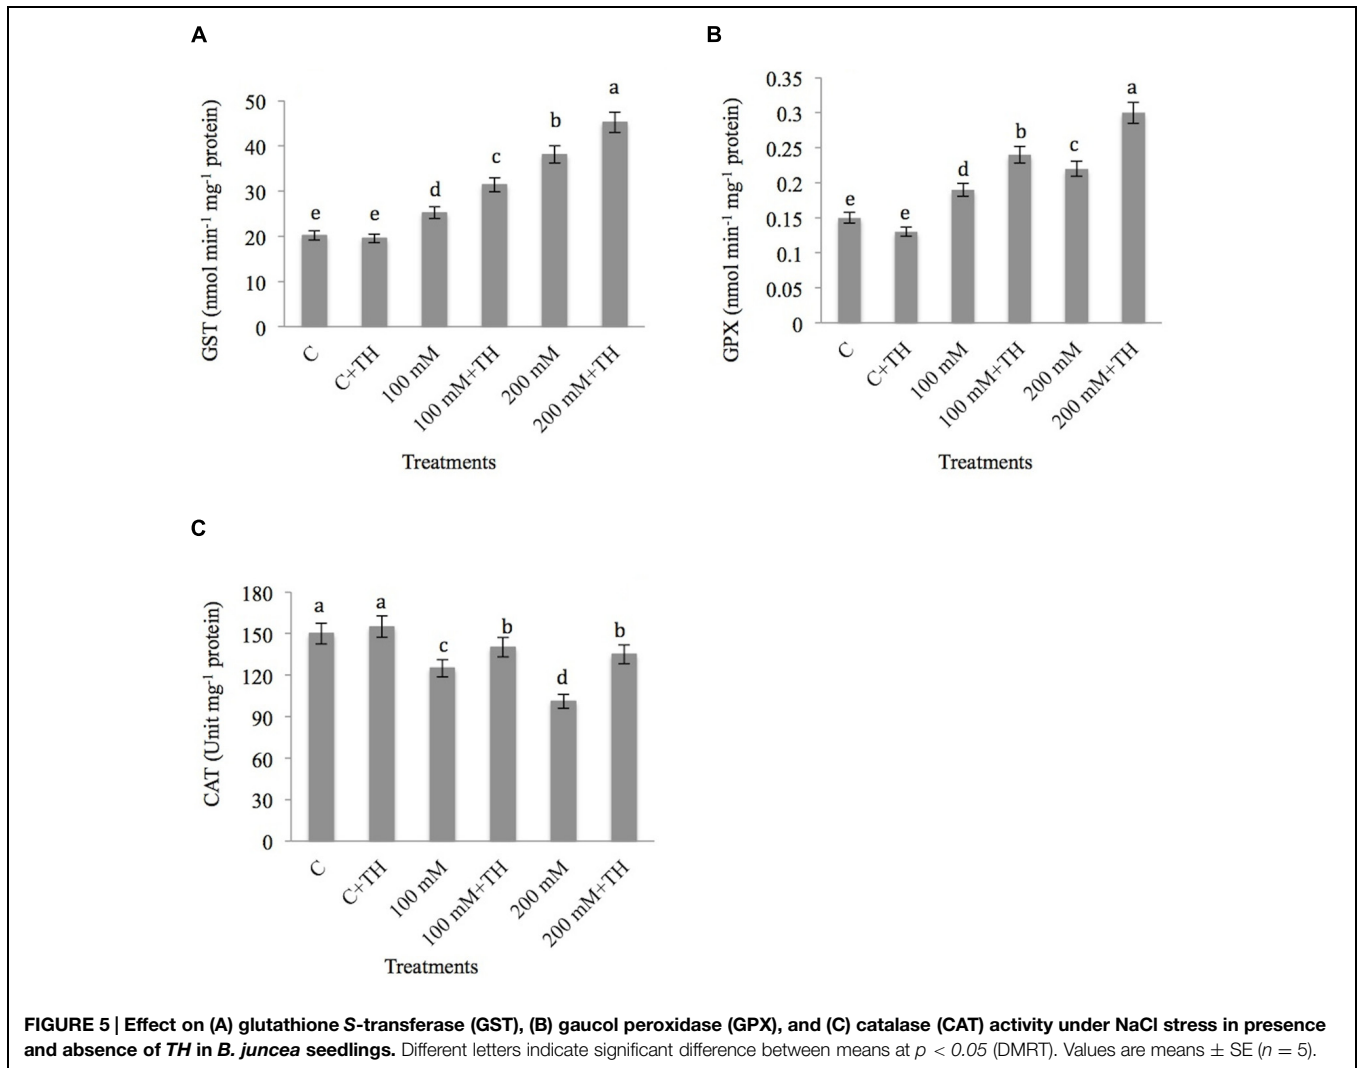 A
GST (nmol min-1 mg-1 protein)
50
40
30
20
10
0
e
e
d
c
b
a
C
C+TH
100 mM
100 mM+TH
200 mM
200 mM+TH
Treatments
B
GPX (nmol min-1 mg-1 protein)
0.35
0.3
0.25
0.2
0.15
0.1
0.05
0
e
e
d
b
c
a
C
C+TH
100 mM
100 mM+TH
200 mM
200 mM+TH
Treatments
C
CAT (Unit mg-1 protein)
180
150
120
90
60
30
0
a
a
c
b
d
b
C
C+TH
100 mM
100 mM+TH
200 mM
200 mM+TH
Treatments
FIGURE 5 | Effect on (A) glutathione S-transferase (GST), (B) gaucol peroxidase (GPX), and (C) catalase (CAT) activity under NaCl stress in presence
and absence of TH in B. juncea seedlings. Different letters indicate significant difference between means at p < 0.05 (DMRT). Values are means ± SE (n = 5).